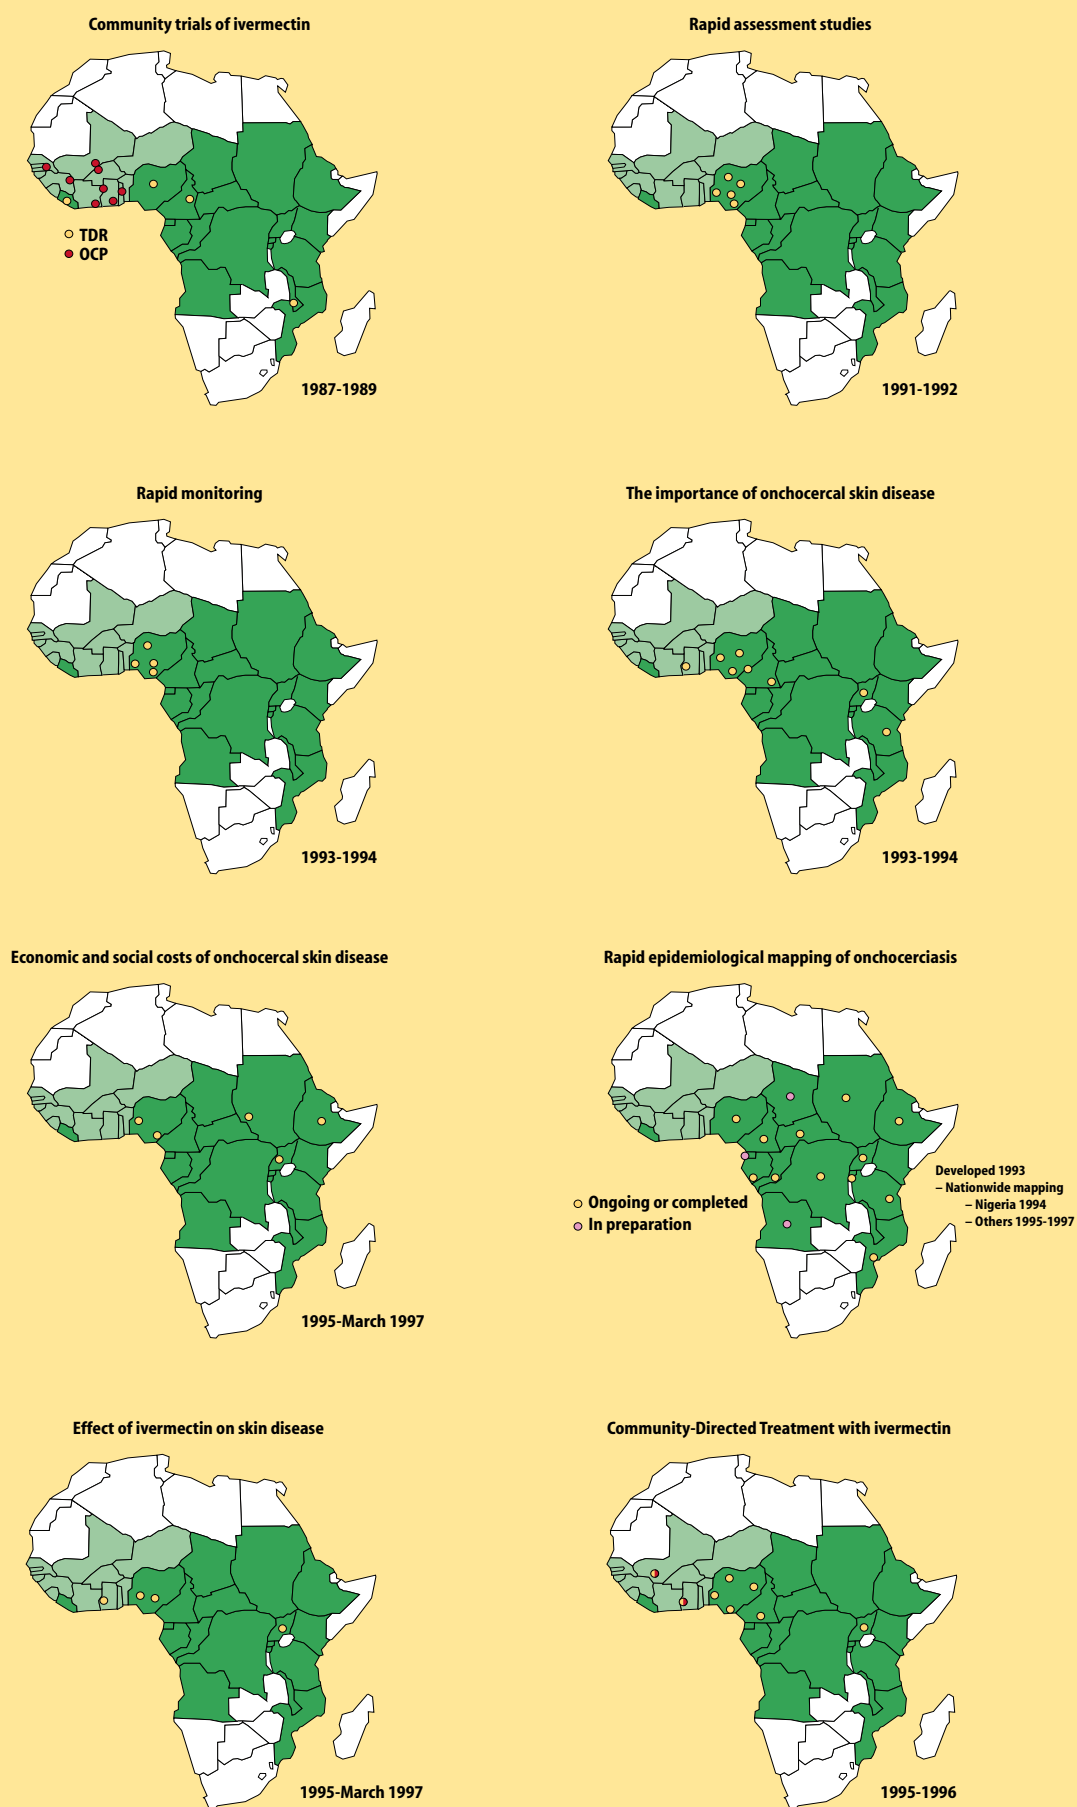 Community trials of ivermectin
Rapid assessment studies
TDR
OCP
1987-1989
1991-1992
Rapid monitoring
The importance of onchocercal skin disease
1993-1994
1993-1994
Economic and social costs of onchocercal skin disease
Rapid epidemiological mapping of onchocerciasis
Ongoing or completed
In preparation
Developed 1993
– Nationwide mapping
– Nigeria 1994
– Others 1995-1997
1995-March 1997
Effect of ivermectin on skin disease
Community-Directed Treatment with ivermectin
1995-March 1997
1995-1996